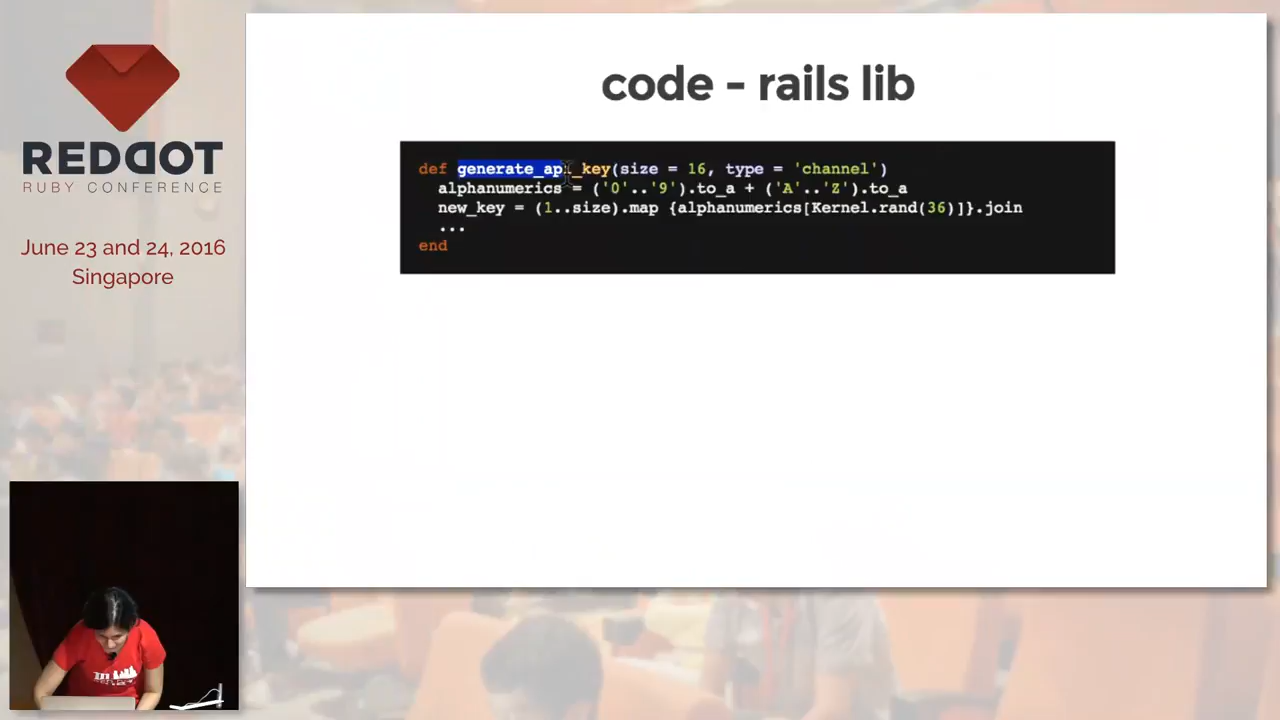 REDDOT
RUBY CONFERENCE
June 23 and 24, 2016
Singapore
code - rails lib
def generate_api_key(size = 16, type = 'channel')
alphanumerics = ('0'..'9').to_a + ('A'..'Z').to_a
new_key = (1..size).map {alphanumerics[Kernel.rand(36)]}.join
...
end